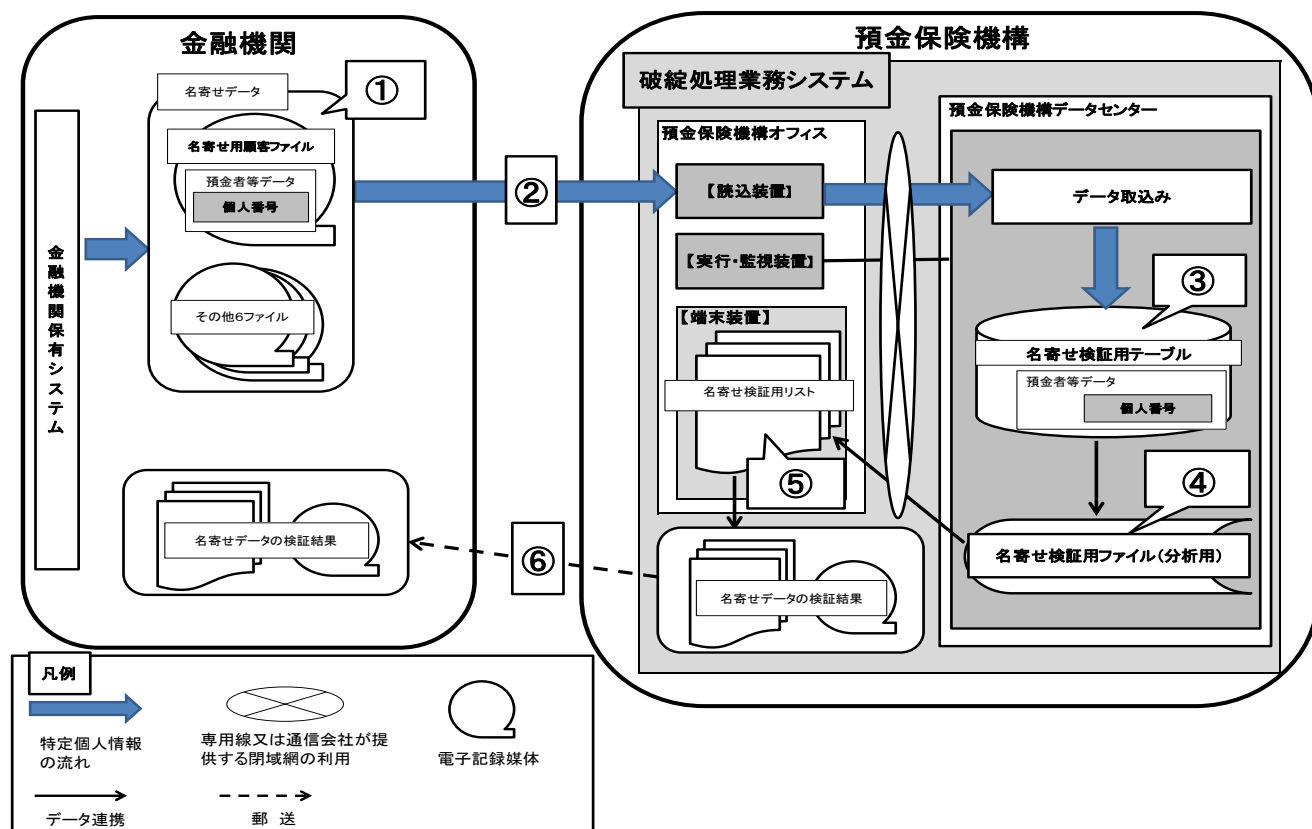 金融機関
①
名寄せデータ
名寄せ用顧客ファイル
預金者等データ
個人番号
その他6ファイル
金融機関保有システム
名寄せデータの検証結果
②
⑥
預金保険機構
破綻処理業務システム
預金保険機構オフィス
【読込装置】
【実行・監視装置】
【端末装置】
名寄せ検証用リスト
⑤
名寄せデータの検証結果
預金保険機構データセンター
データ取込み
③
名寄せ検証用テーブル
預金者等データ
個人番号
④
名寄せ検証用ファイル(分析用)
凡例
特定個人情報
の流れ
専用線又は通信会社が提
供する閉域網の利用
電子記録媒体
データ連携
郵 送